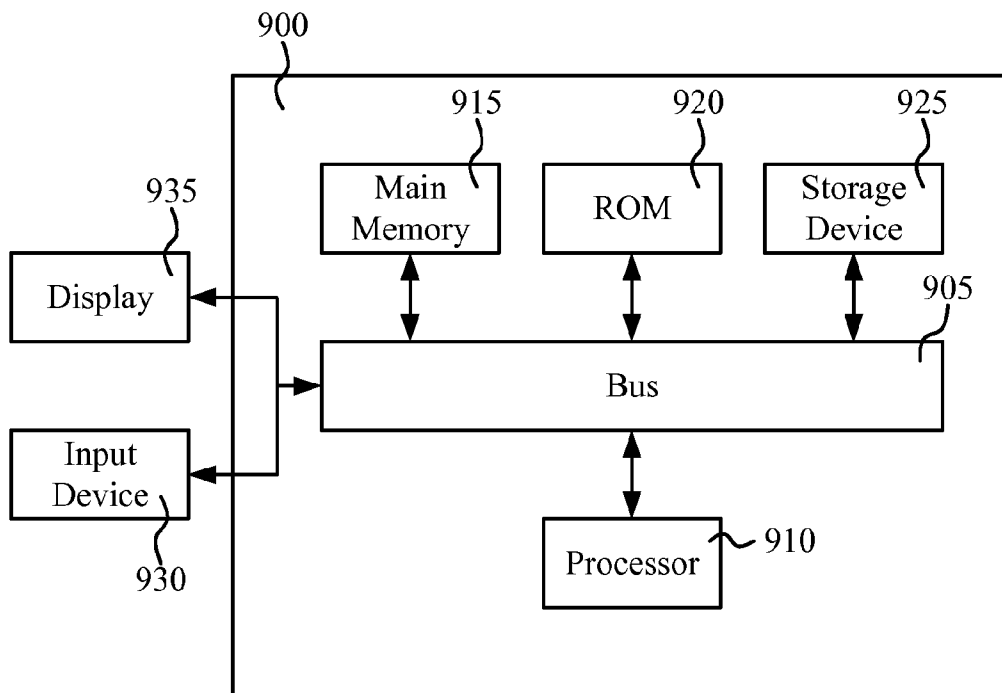 900
915
920
925
935
Main
Memory
ROM
Storage
Device
Display
905
Bus
Input
Device
930
Processor
910